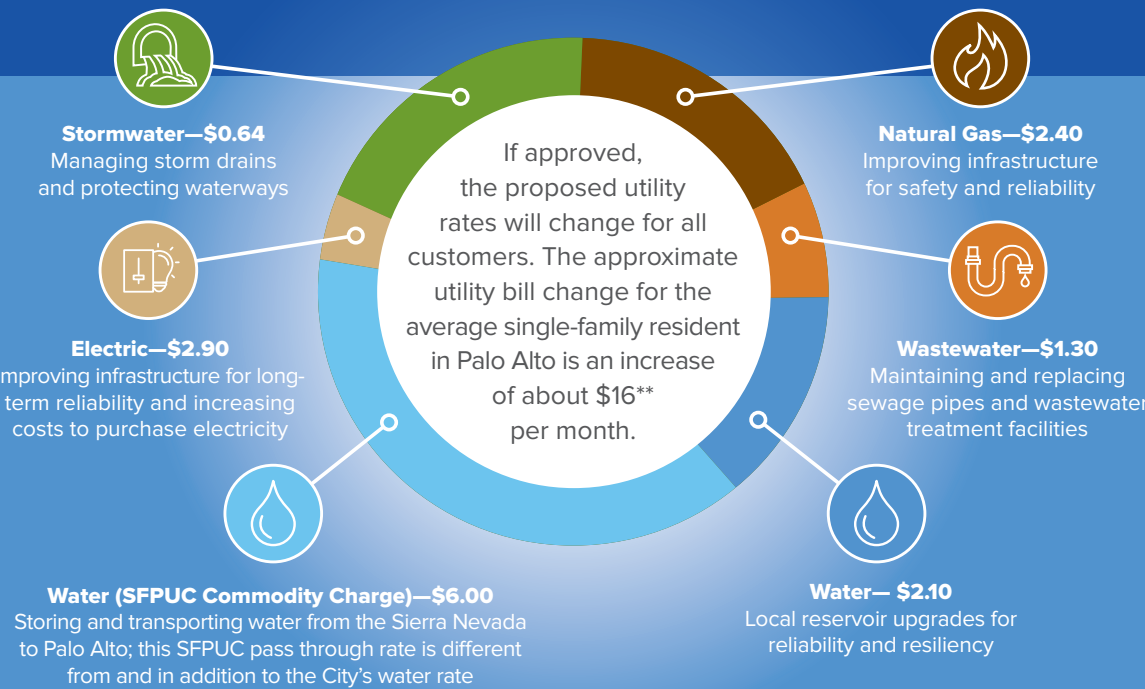 Stormwater—$0.64
Managing storm drains
and protecting waterways
Electric—$2.90
mproving infrastructure for long-
term reliability and increasing
costs to purchase electricity
Water (SFPUC Commodity Charge)—$6.00
Storing and transporting water from the Sierra Nevada
to Palo Alto; this SFPUC pass through rate is different
from and in addition to the City’s water rate
If approved,
the proposed utility
rates will change for all
customers. The approximate
utility bill change for the
average single-family resident
in Palo Alto is an increase
of about $16**
per month.
Natural Gas—$2.40
Improving infrastructure
for safety and reliability
Wastewater—$1.30
Maintaining and replacing
sewage pipes and wastewater
treatment facilities
Water— $2.10
Local reservoir upgrades for
reliability and resiliency